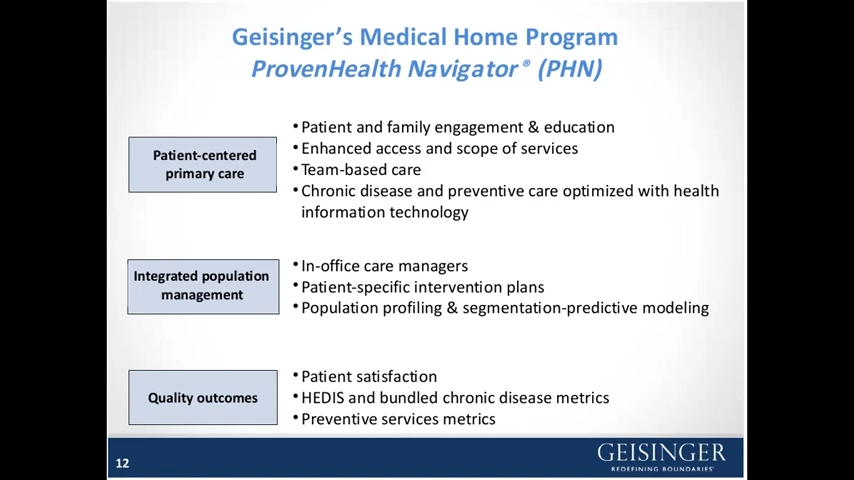 Geisinger's Medical Home Program
ProvenHealth Navigator® (PHN)
Patient-centered
primary care
•Patient and family engagement & education
•Enhanced access and scope of services
•Team-based care
•Chronic disease and preventive care optimized with health
information technology
Integrated population
management
•In-office care managers
•Patient-specific intervention plans
•Population profiling & segmentation-predictive modeling
Quality outcomes
•Patient satisfaction
•HEDIS and bundled chronic disease metrics
•Preventive services metrics
12
GEISINGER
REDEFINING BOUNDARIES®